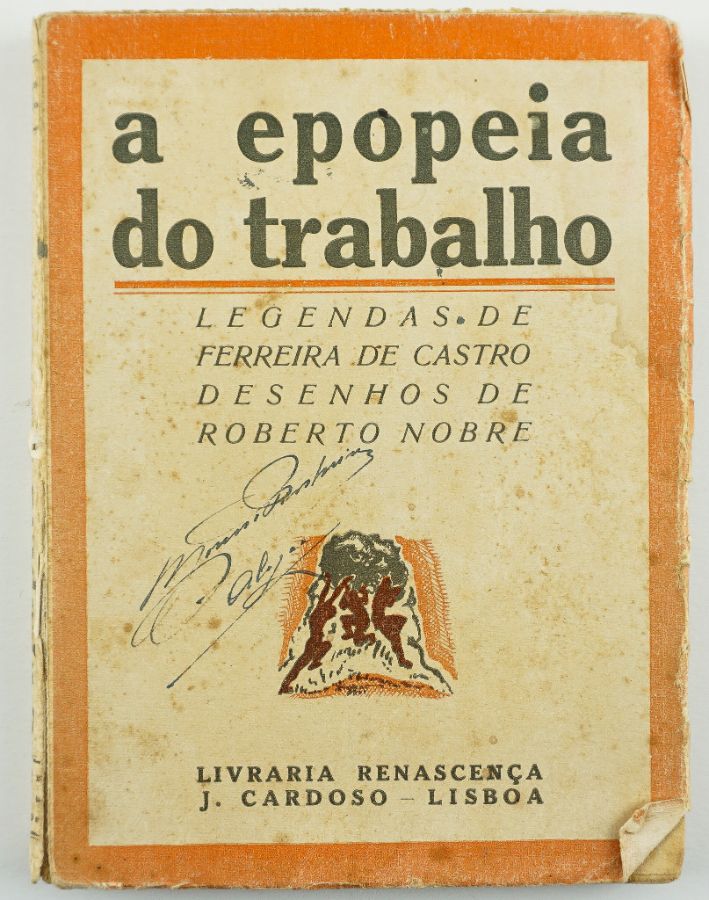 a epopeia
do trabalho
LEGENDAS DE
FERREIRA DE CASTRO
DESENHOS DE
ROBERTO NOBRE
LIVRARIA RENASCENÇA
J. CARDOSO – LISBOA